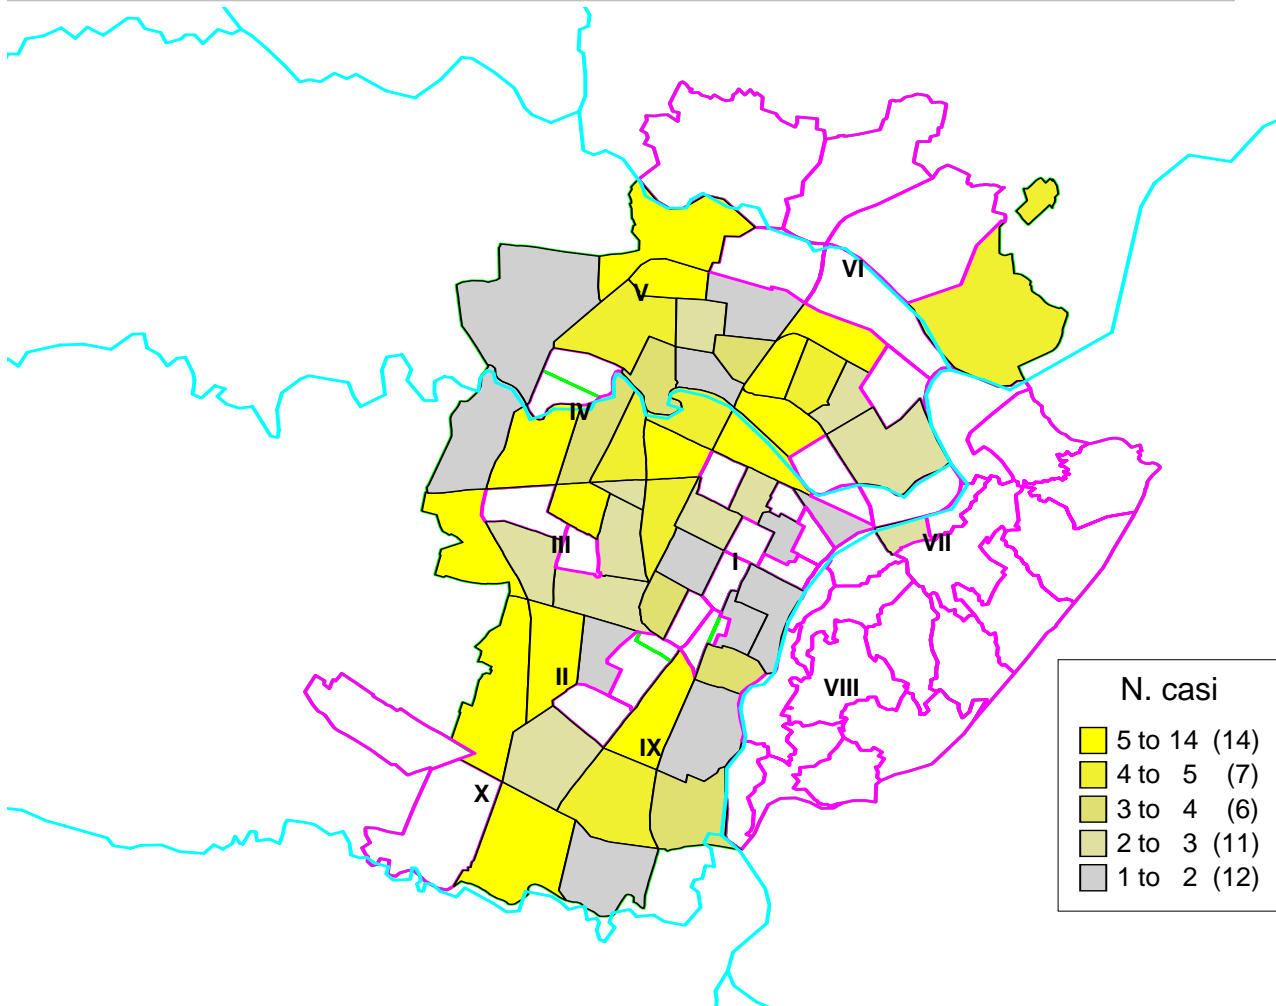 VI
V
IV
III
VII
I
II
VIII
IX
X
N. casi
5 to 14 (14)
4 to 5 (7)
3 to 4 (6)
2 to 3 (11)
1 to 2 (12)